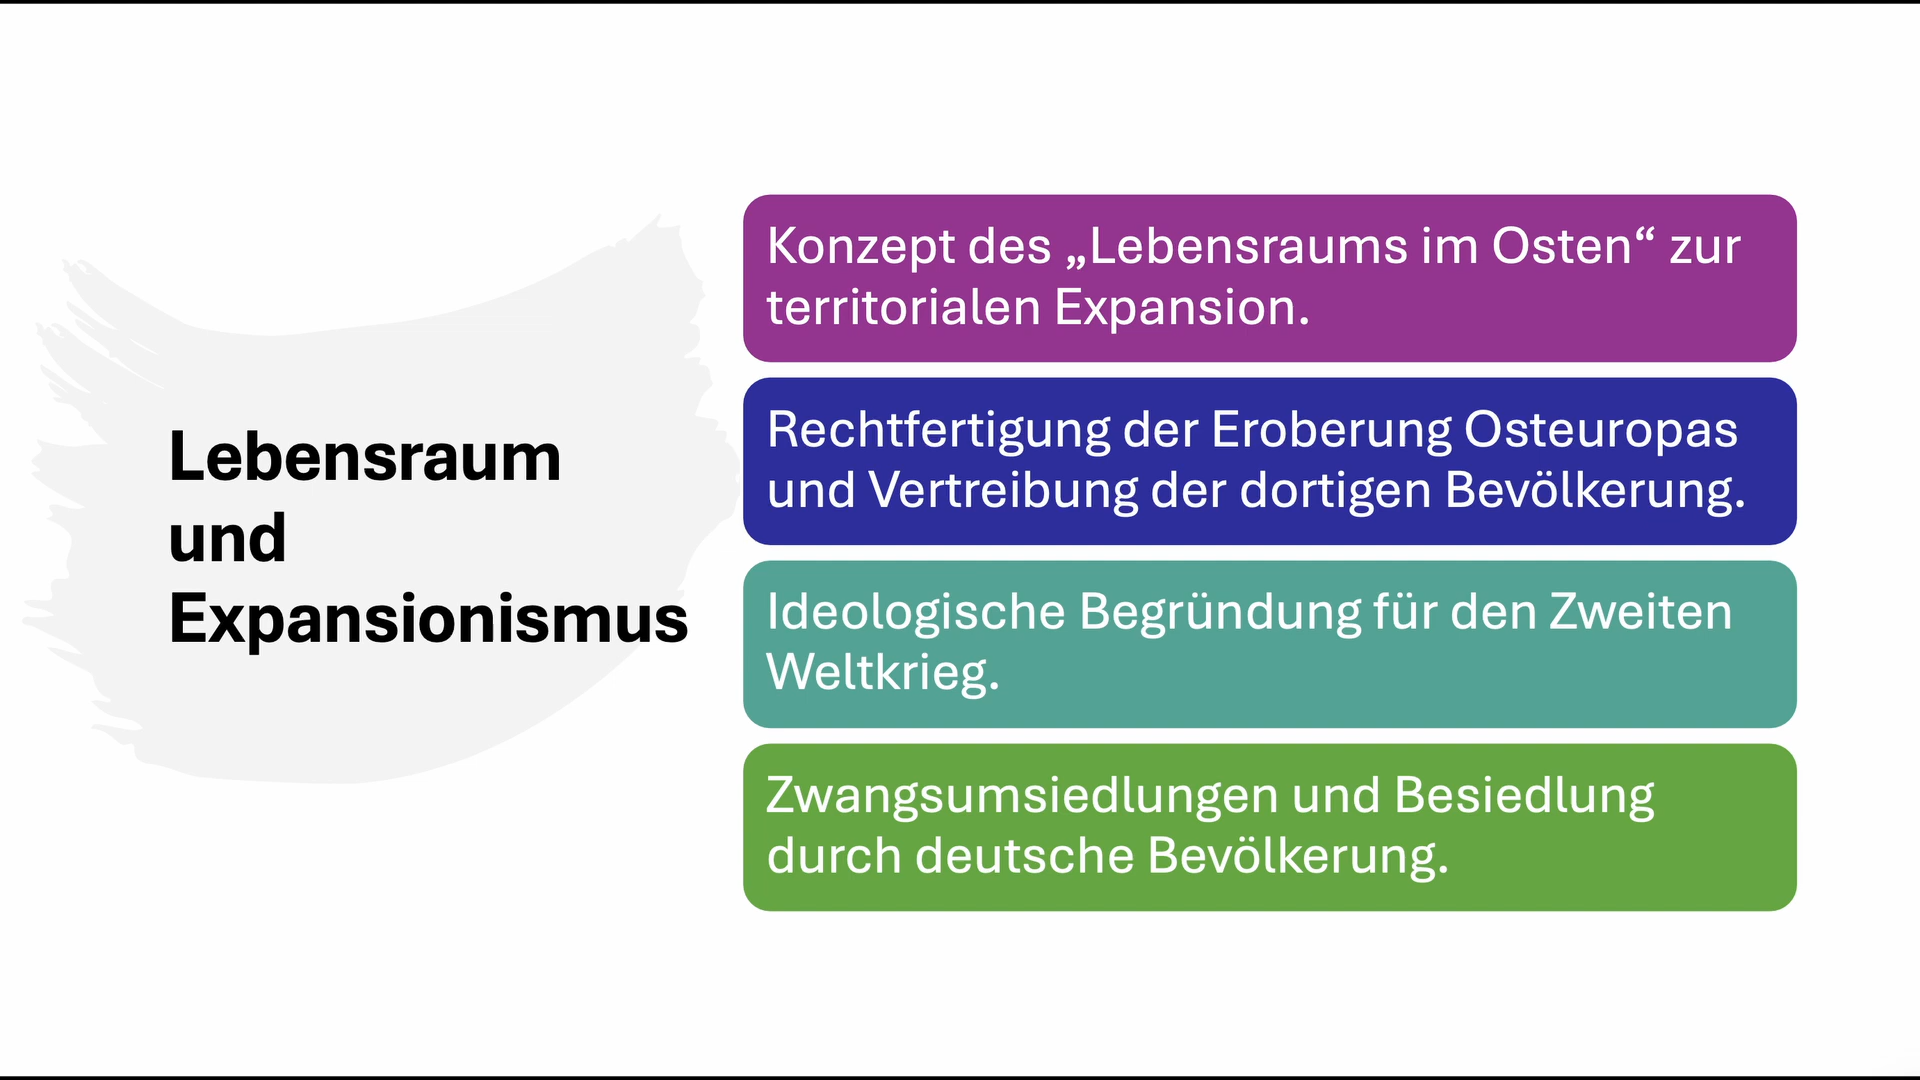 Lebensraum
und
Expansionismus
Konzept des „Lebensraums im Osten“ zur
territorialen Expansion.
Rechtfertigung der Eroberung Osteuropas
und Vertreibung der dortigen Bevölkerung.
Ideologische Begründung für den Zweiten
Weltkrieg.
Zwangsumsiedlungen und Besiedlung
durch deutsche Bevölkerung.